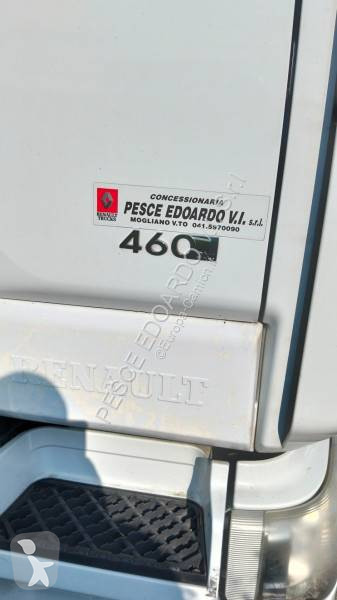 CONCESSIONARIA
PESCE EDOARDO V.I. s.r.l.
MOGLIANO V.TO 041.5970090
RENAULT
TRUCKS
460
RENAULT
PESCE EDOARDO V.I. s.r.l
©Europa-Camion